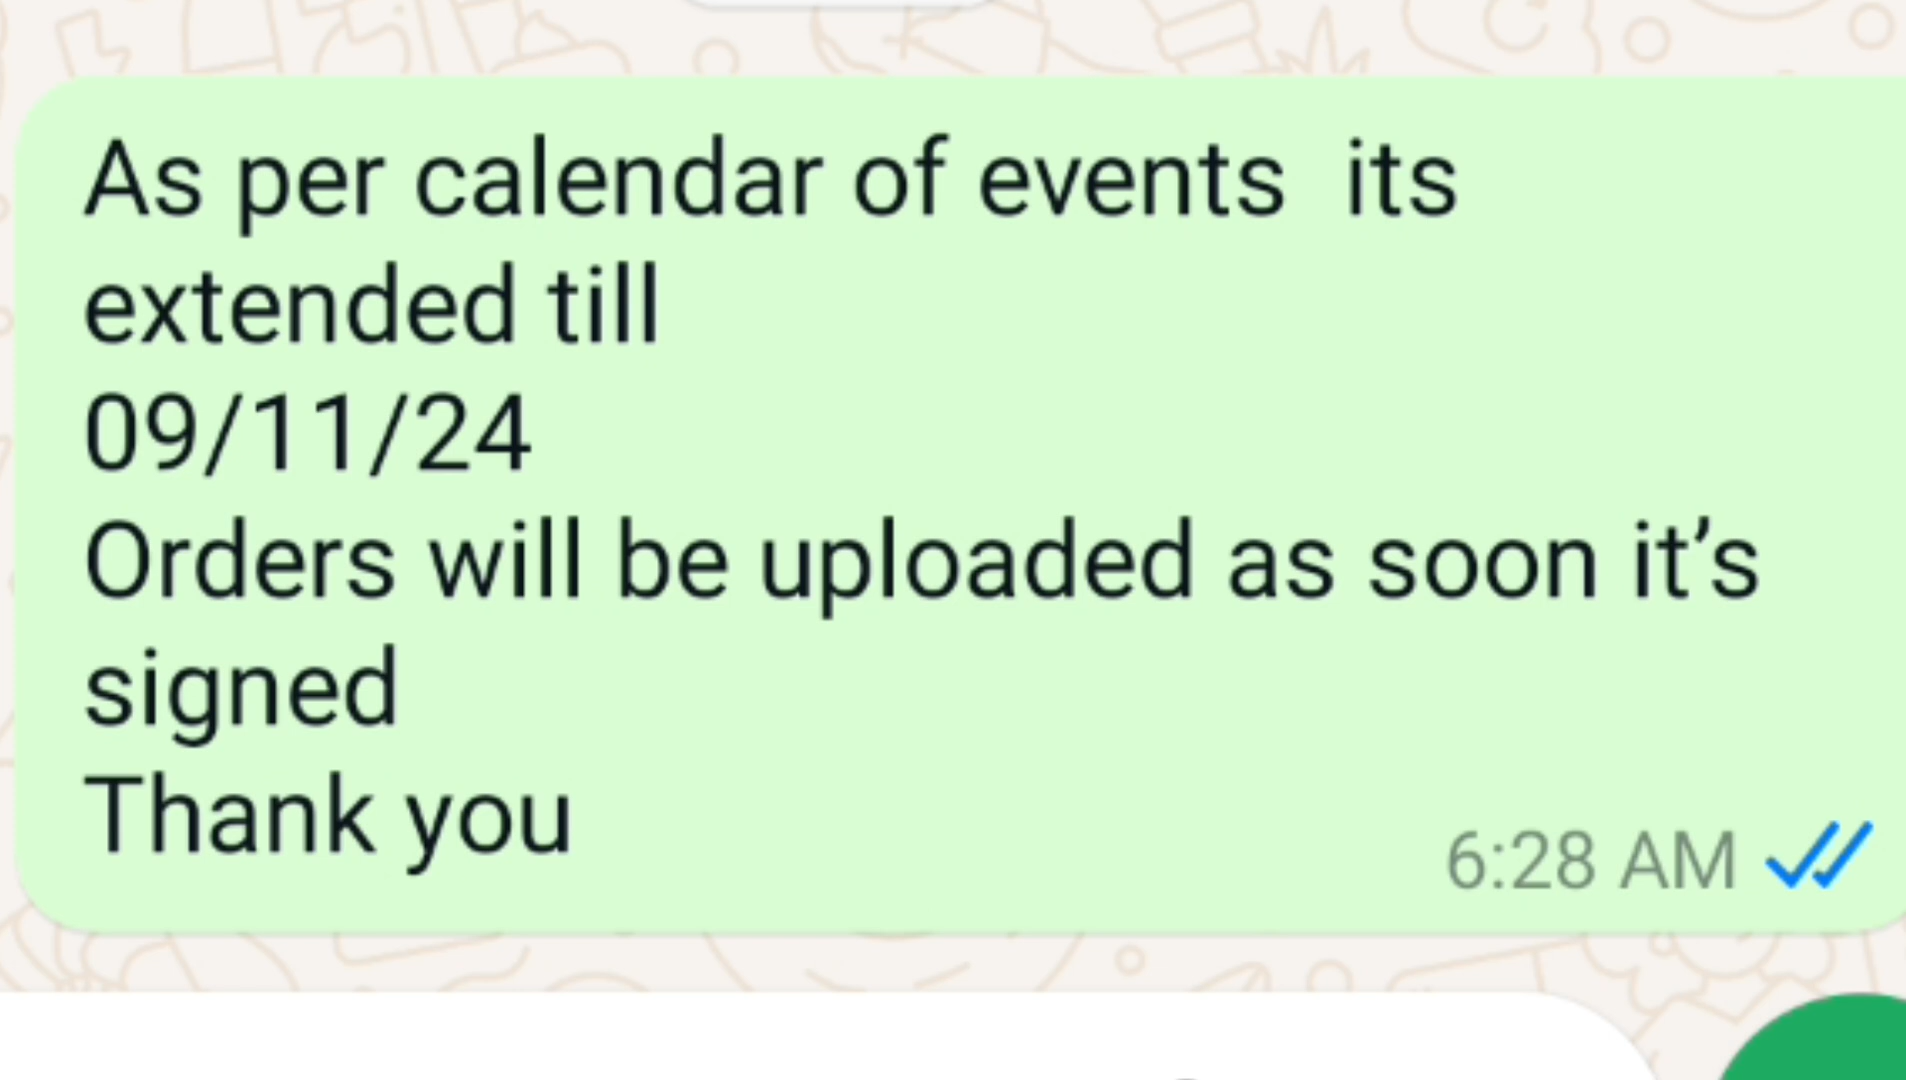 As per calendar of events  its
extended till
09/11/24
Orders will be uploaded as soon it’s
signed
Thank you
6:28 AM